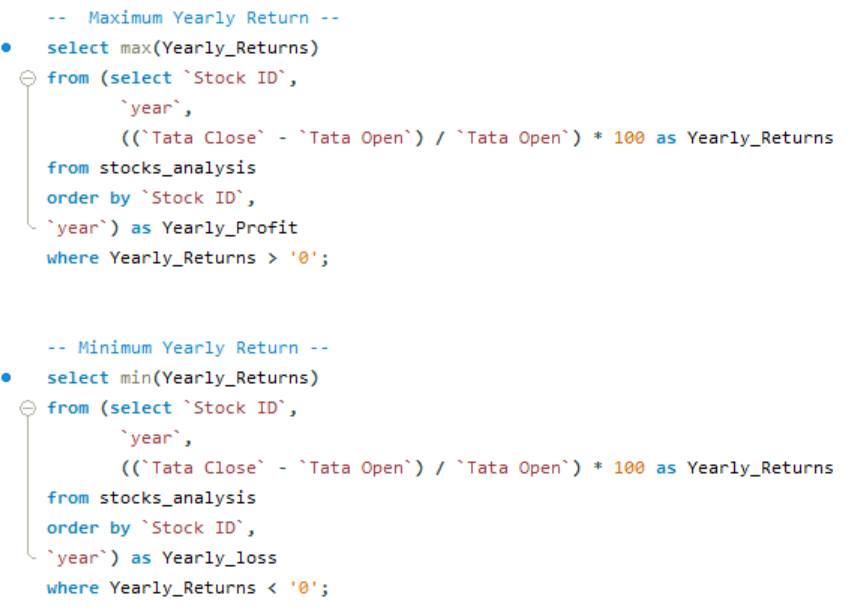 --  Maximum Yearly Return --
select max(Yearly_Returns)
from (select `Stock ID`,
`year`,
((`Tata Close` - `Tata Open`) / `Tata Open`) * 100 as Yearly_Returns
from stocks_analysis
order by `Stock ID`,
`year`) as Yearly_Profit
where Yearly_Returns > '0';
-- Minimum Yearly Return --
select min(Yearly_Returns)
from (select `Stock ID`,
`year`,
((`Tata Close` - `Tata Open`) / `Tata Open`) * 100 as Yearly_Returns
from stocks_analysis
order by `Stock ID`,
`year`) as Yearly_loss
where Yearly_Returns < '0';